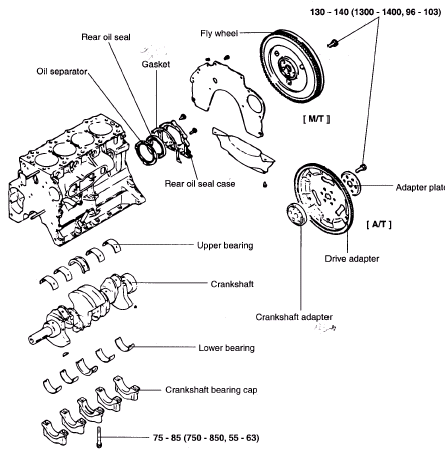 130 - 140 (1300 - 1400, 96 - 103)
Fly wheel
Rear oil seal
Gasket
Oil separator
[ M/T ]
Rear oil seal case
Adapter plate
[ A/T ]
Upper bearing
Drive adapter
Crankshaft
Crankshaft adapter
Lower bearing
Crankshaft bearing cap
75 - 85 (750 - 850, 55 - 63)